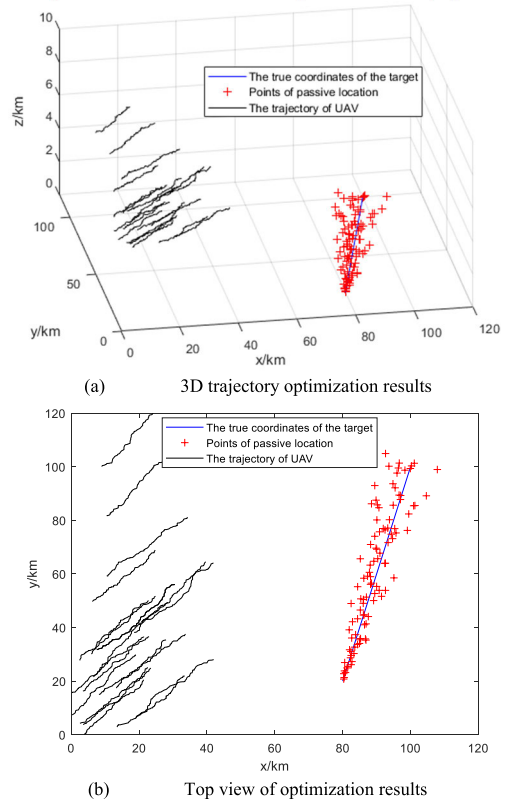 10
8
6
4
2
0
z/km
The true coordinates of the target
Points of passive location
The trajectory of UAV
100
50
0
y/km
0
20
40
60
80
100
120
x/km
(a) 3D trajectory optimization results
120
100
80
60
40
20
0
y/km
The true coordinates of the target
Points of passive location
The trajectory of UAV
0
20
40
60
80
100
120
x/km
(b) Top view of optimization results